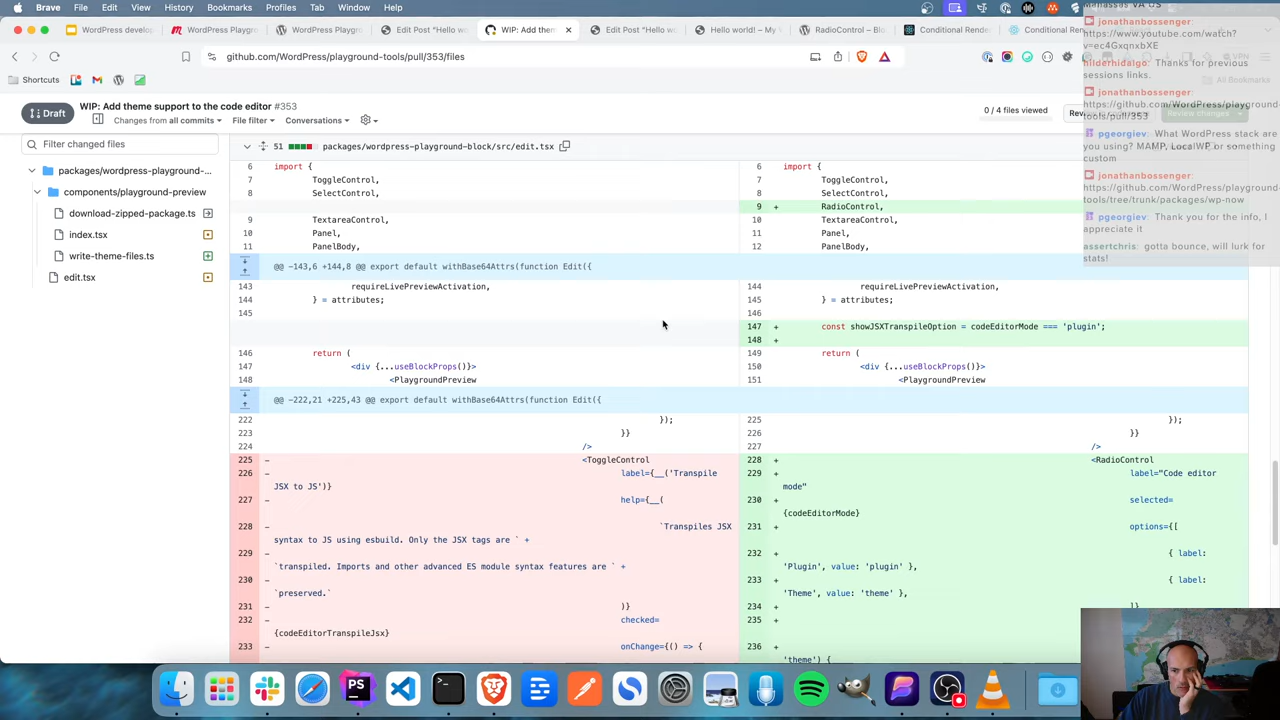 Brave File Edit View History Bookmarks Profiles Tab Window Help
WordPress develop
WordPress Playgr
WordPress Playgr
Edit Post "Hello w
WIP: Add them
Edit Post "Hello w
Hello world! – My
RadioControl – Blo
Conditional Render
github.com/WordPress/playground-tools/pull/353/files
VPN
Shortcuts
All Bookmarks
Manassas VA US
jonathanbossenger:
https://www.youtube.com/watch?
v=ec4GxqnxbXE
hilderhidalgo: Thanks for previous
sessions links.
jonathanbossenger:
https://github.com/WordPress/playground-
tools/pull/353
pgeorgiev: What WordPress stack are
you using? MAMP, LocalWP or something
custom
jonathanbossenger:
https://github.com/WordPress/playground-
tools/tree/trunk/packages/wp-now
pgeorgiev: Thank you for the info, I
appreciate it
assertchris: gotta bounce, will lurk for
stats!
Draft
WIP: Add theme support to the code editor #353
Changes from all commits
File filter
Conversations
0 / 4 files viewed
Review changes
Filter changed files
packages/wordpress-playground-...
components/playground-preview
download-zipped-package.ts
index.tsx
write-theme-files.ts
edit.tsx
51 packages/wordpress-playground-block/src/edit.tsx
6 import { 6 import {
7 ToggleControl, 7 ToggleControl,
8 SelectControl, 8 SelectControl,
9 + RadioControl,
9 TextareaControl, 10 TextareaControl,
10 Panel, 11 Panel,
11 PanelBody, 12 PanelBody,
@@ -143,6 +144,8 @@ export default withBase64Attrs(function Edit({
143 requireLivePreviewActivation, 144 requireLivePreviewActivation,
144 } = attributes; 145 } = attributes;
145 146
147 + const showJSXTranspileOption = codeEditorMode === 'plugin';
148 +
146 return ( 149 return (
147 <div {...useBlockProps()}> 150 <div {...useBlockProps()}>
148 <PlaygroundPreview 151 <PlaygroundPreview
@@ -222,21 +225,43 @@ export default withBase64Attrs(function Edit({
222 }); 225 });
223 }} 226 }}
224 /> 227 />
225 - <ToggleControl 228 + <RadioControl
226 - label={__('Transpile 229 + label="Code editor
JSX to JS')} mode"
227 - help={__( 230 + selected=
{codeEditorMode}
228 - `Transpiles JSX 231 + options={[
syntax to JS using esbuild. Only the JSX tags are ` +
229 - 232 + { label:
`transpiled. Imports and other advanced ES module syntax features are ` + 'Plugin', value: 'plugin' },
230 - 233 + { label:
`preserved.` 'Theme', value: 'theme' },
231 - )} 234 + ]}
232 - checked= 235 +
{codeEditorTranspileJsx}
233 - onChange={() => { 236 +
'theme') {